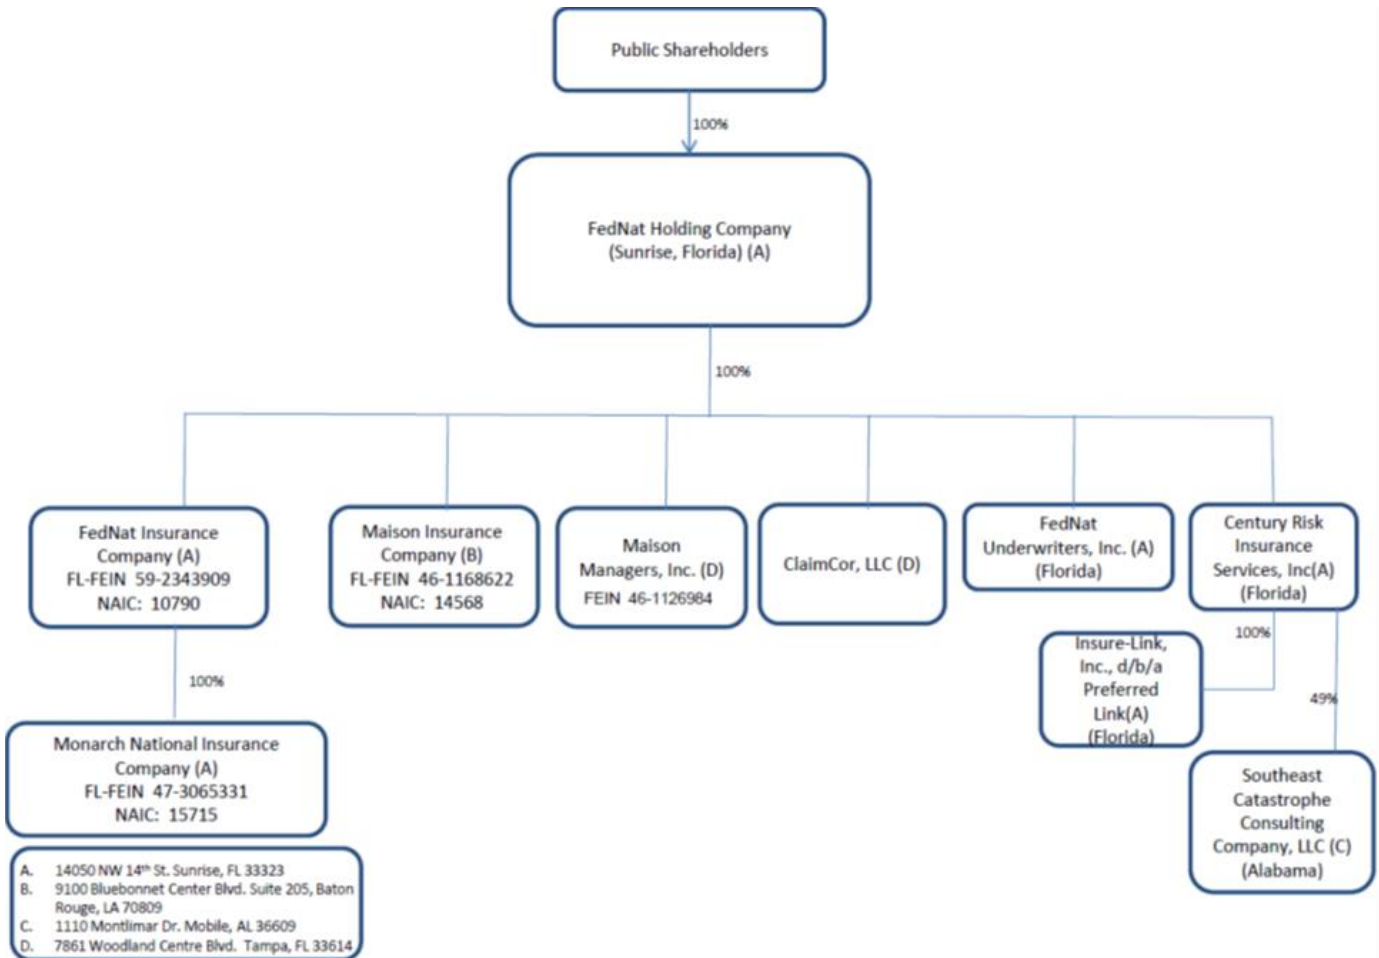 Public Shareholders
100%
FedNat Holding Company
(Sunrise, Florida) (A)
100%
FedNat Insurance
Company (A)
FL-FEIN 59-2343909
NAIC: 10790
Maison Insurance
Company (B)
FL-FEIN 46-1168622
NAIC: 14568
Maison
Managers, Inc. (D)
FEIN 46-1126984
ClaimCor, LLC (D)
FedNat
Underwriters, Inc. (A)
(Florida)
Century Risk
Insurance
Services, Inc(A)
(Florida)
100%
Monarch National Insurance
Company (A)
FL-FEIN 47-3065331
NAIC: 15715
100%
Insure-Link,
Inc., d/b/a
Preferred
Link(A)
(Florida)
49%
Southeast
Catastrophe
Consulting
Company, LLC (C)
(Alabama)
A. 14050 NW 14th St. Sunrise, FL 33323
B. 9100 Bluebonnet Center Blvd. Suite 205, Baton
Rouge, LA 70809
C. 1110 Montlimar Dr. Mobile, AL 36609
D. 7861 Woodland Centre Blvd. Tampa, FL 33614